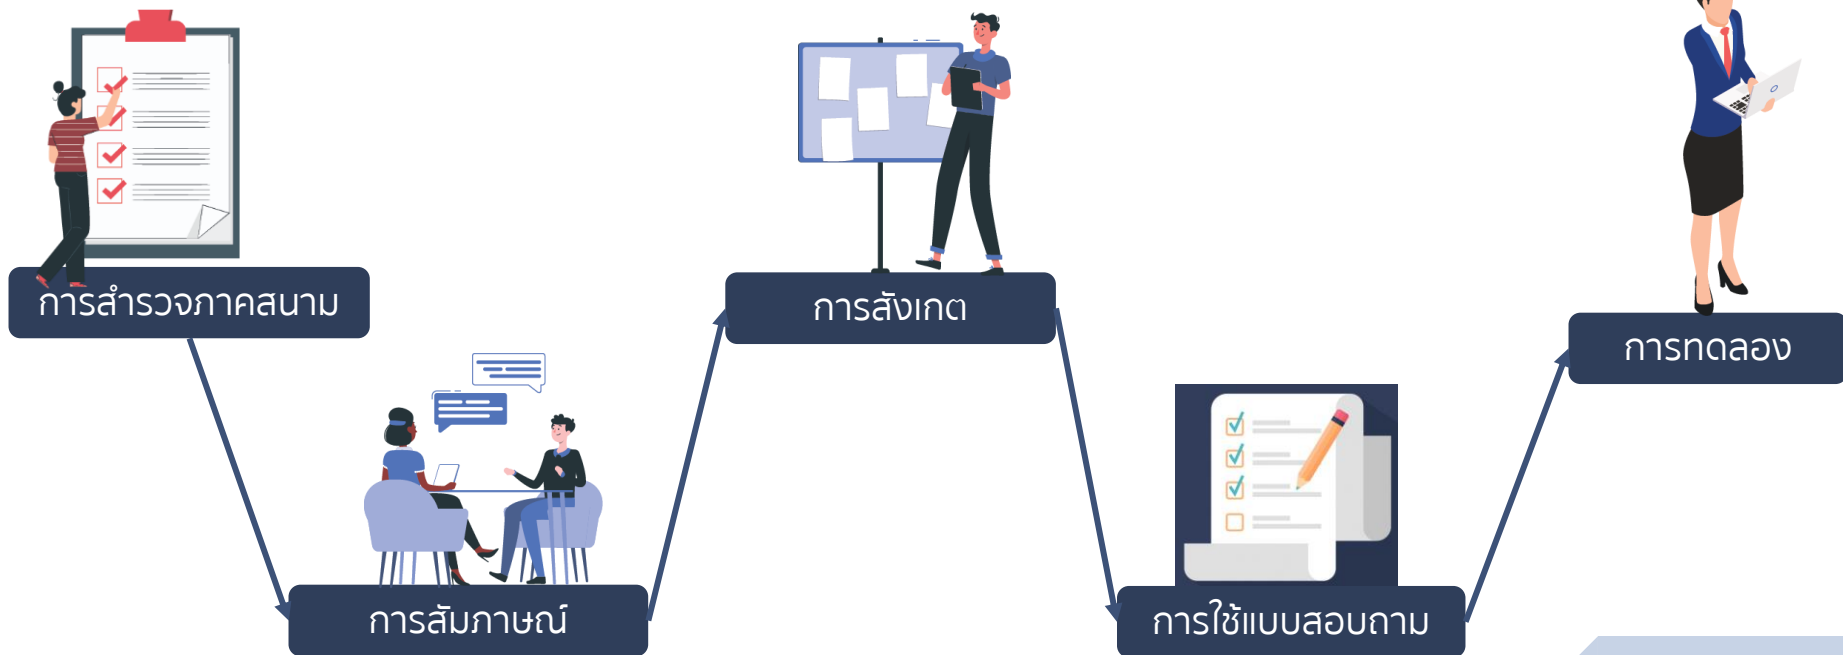 การสำรวจภาคสนาม
การสัมภาษณ์
การสังเกต
การใช้แบบสอบถาม
การทดลอง